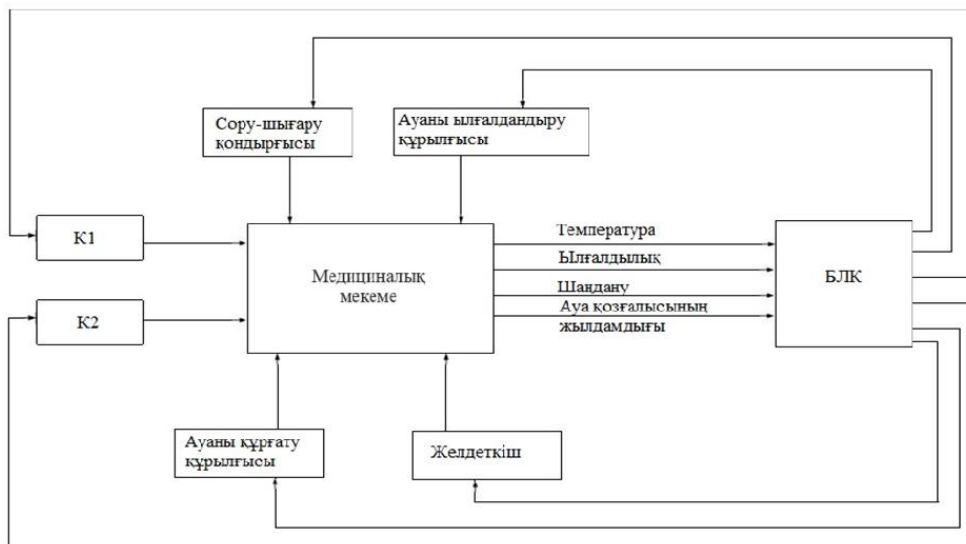 Сору-шығару
қондырғысы
Ауаны ылғалдандыру
құрылғысы
К1
Медициналық
мекеме
Температура
Ылғалдылық
Шаңдану
Ауа қозғалысының
жылдамдығы
БЛК
К2
Ауаны құрғату
құрылғысы
Желдеткіш